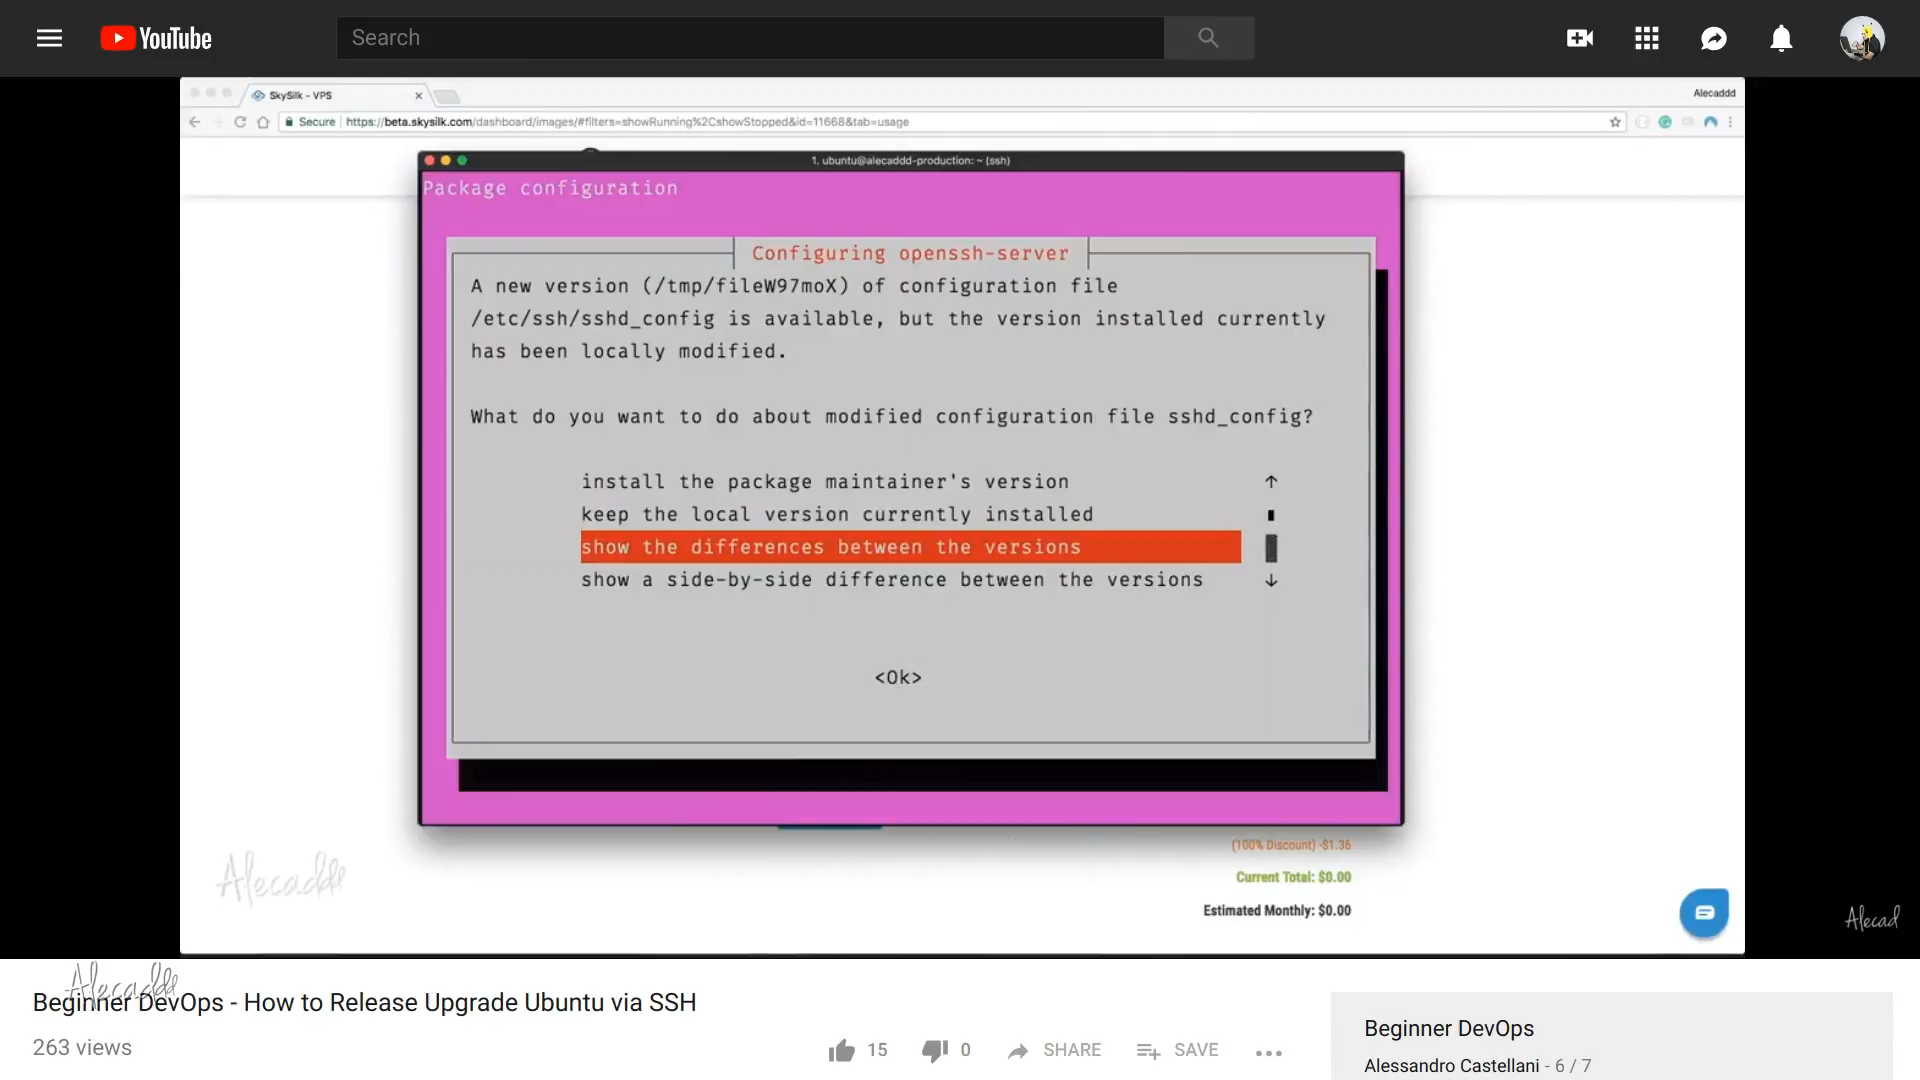 YouTube
Search
SkySilk - VPS
Alecaddd
Secure | https://beta.skysilk.com/dashboard/images/#filters=showRunning%2CshowStopped&id=11668&tab=usage
1. ubuntu@alecaddd-production: ~ (ssh)
Package configuration
Configuring openssh-server
A new version (/tmp/fileW97moX) of configuration file
/etc/ssh/sshd_config is available, but the version installed currently
has been locally modified.
What do you want to do about modified configuration file sshd_config?
install the package maintainer's version
keep the local version currently installed
show the differences between the versions
show a side-by-side difference between the versions
<Ok>
(100% Discount) -$1.36
Current Total: $0.00
Estimated Monthly: $0.00
Alecaddd
Alecad
Alecaddd
Beginner DevOps - How to Release Upgrade Ubuntu via SSH
263 views
15
0
SHARE
SAVE
Beginner DevOps
Alessandro Castellani - 6 / 7